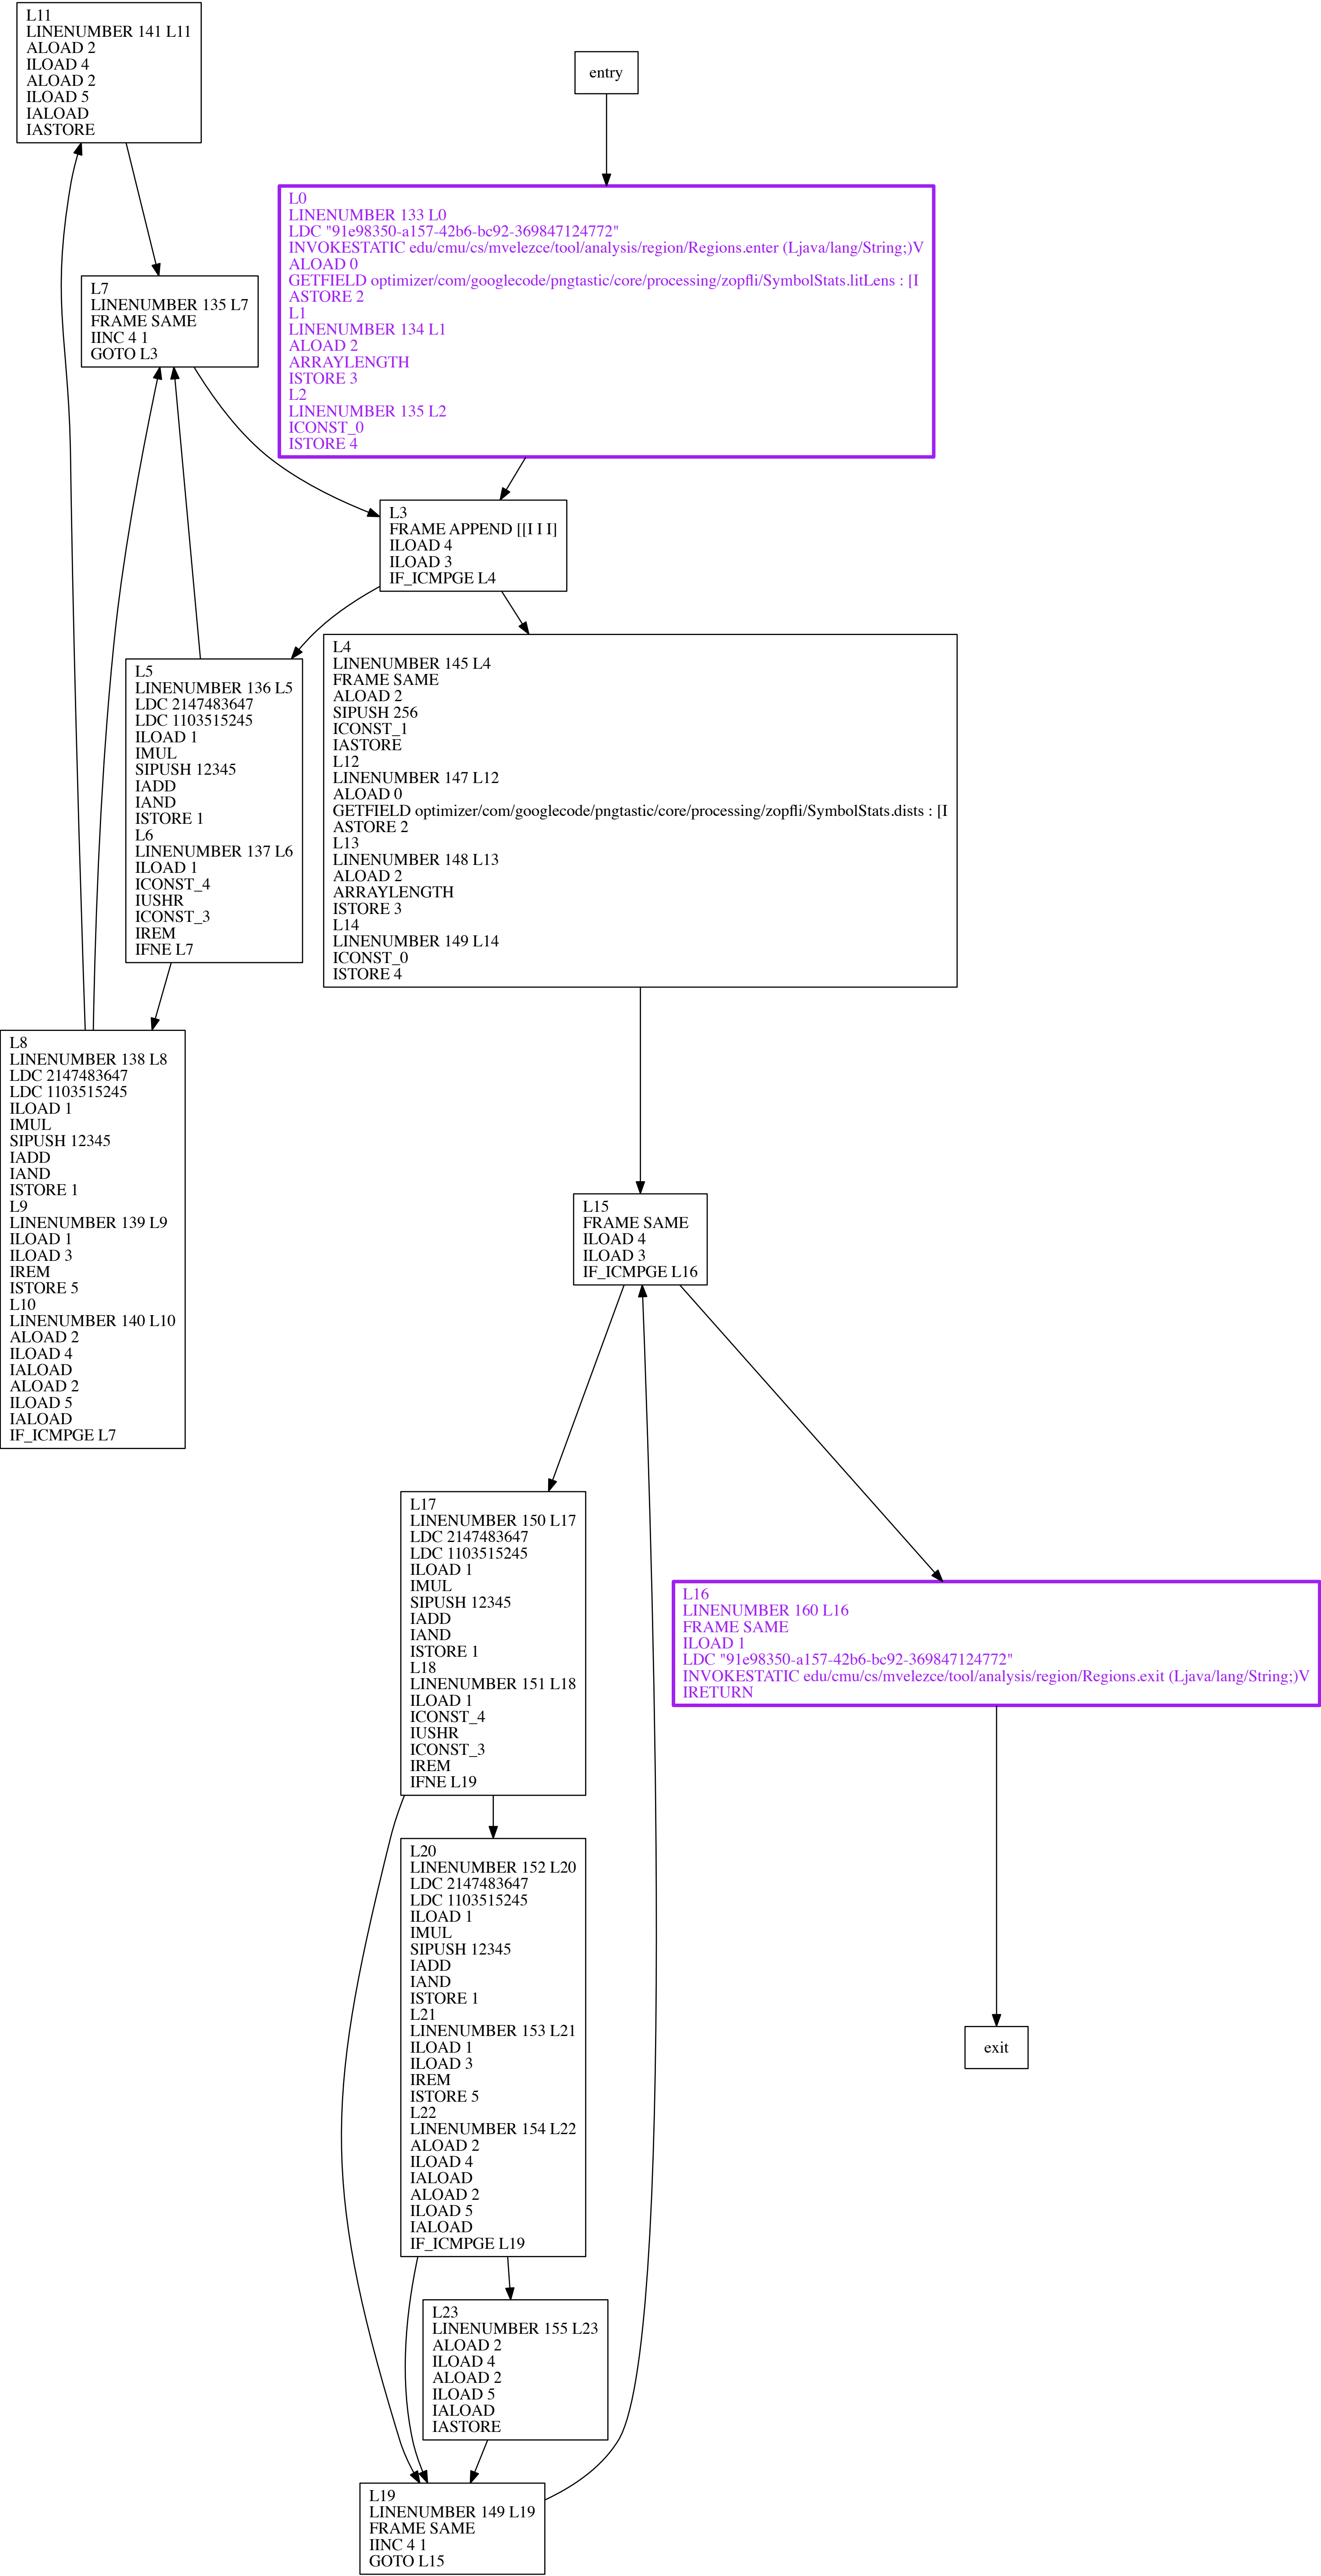 L11
LINENUMBER 141 L11
ALOAD 2
ILOAD 4
ALOAD 2
ILOAD 5
IALOAD
IASTORE
entry
L0
LINENUMBER 133 L0
LDC "91e98350-a157-42b6-bc92-369847124772"
INVOKESTATIC edu/cmu/cs/mvelezce/tool/analysis/region/Regions.enter (Ljava/lang/String;)V
ALOAD 0
GETFIELD optimizer/com/googlecode/pngtastic/core/processing/zopfli/SymbolStats.litLens : [I
ASTORE 2
L1
LINENUMBER 134 L1
ALOAD 2
ARRAYLENGTH
ISTORE 3
L2
LINENUMBER 135 L2
ICONST_0
ISTORE 4
L7
LINENUMBER 135 L7
FRAME SAME
IINC 4 1
GOTO L3
L3
FRAME APPEND [[I I I]
ILOAD 4
ILOAD 3
IF_ICMPGE L4
L4
LINENUMBER 145 L4
FRAME SAME
ALOAD 2
SIPUSH 256
ICONST_1
IASTORE
L12
LINENUMBER 147 L12
ALOAD 0
GETFIELD optimizer/com/googlecode/pngtastic/core/processing/zopfli/SymbolStats.dists : [I
ASTORE 2
L13
LINENUMBER 148 L13
ALOAD 2
ARRAYLENGTH
ISTORE 3
L14
LINENUMBER 149 L14
ICONST_0
ISTORE 4
L5
LINENUMBER 136 L5
LDC 2147483647
LDC 1103515245
ILOAD 1
IMUL
SIPUSH 12345
IADD
IAND
ISTORE 1
L6
LINENUMBER 137 L6
ILOAD 1
ICONST_4
IUSHR
ICONST_3
IREM
IFNE L7
L8
LINENUMBER 138 L8
LDC 2147483647
LDC 1103515245
ILOAD 1
IMUL
SIPUSH 12345
IADD
IAND
ISTORE 1
L9
LINENUMBER 139 L9
ILOAD 1
ILOAD 3
IREM
ISTORE 5
L10
LINENUMBER 140 L10
ALOAD 2
ILOAD 4
IALOAD
ALOAD 2
ILOAD 5
IALOAD
IF_ICMPGE L7
L15
FRAME SAME
ILOAD 4
ILOAD 3
IF_ICMPGE L16
L17
LINENUMBER 150 L17
LDC 2147483647
LDC 1103515245
ILOAD 1
IMUL
SIPUSH 12345
IADD
IAND
ISTORE 1
L18
LINENUMBER 151 L18
ILOAD 1
ICONST_4
IUSHR
ICONST_3
IREM
IFNE L19
L16
LINENUMBER 160 L16
FRAME SAME
ILOAD 1
LDC "91e98350-a157-42b6-bc92-369847124772"
INVOKESTATIC edu/cmu/cs/mvelezce/tool/analysis/region/Regions.exit (Ljava/lang/String;)V
IRETURN
L20
LINENUMBER 152 L20
LDC 2147483647
LDC 1103515245
ILOAD 1
IMUL
SIPUSH 12345
IADD
IAND
ISTORE 1
L21
LINENUMBER 153 L21
ILOAD 1
ILOAD 3
IREM
ISTORE 5
L22
LINENUMBER 154 L22
ALOAD 2
ILOAD 4
IALOAD
ALOAD 2
ILOAD 5
IALOAD
IF_ICMPGE L19
exit
L23
LINENUMBER 155 L23
ALOAD 2
ILOAD 4
ALOAD 2
ILOAD 5
IALOAD
IASTORE
L19
LINENUMBER 149 L19
FRAME SAME
IINC 4 1
GOTO L15